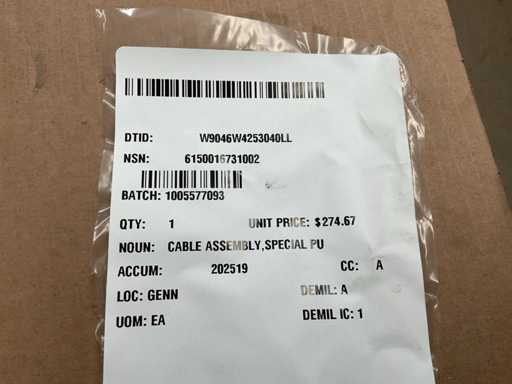 DTID: W9046W4253040LL
NSN: 6150016731002
BATCH: 1005577093
QTY: 1 UNIT PRICE: $274.67
NOUN: CABLE ASSEMBLY,SPECIAL PU
ACCUM: 202519 CC: A
LOC: GENN DEMIL: A
UOM: EA DEMIL IC: 1